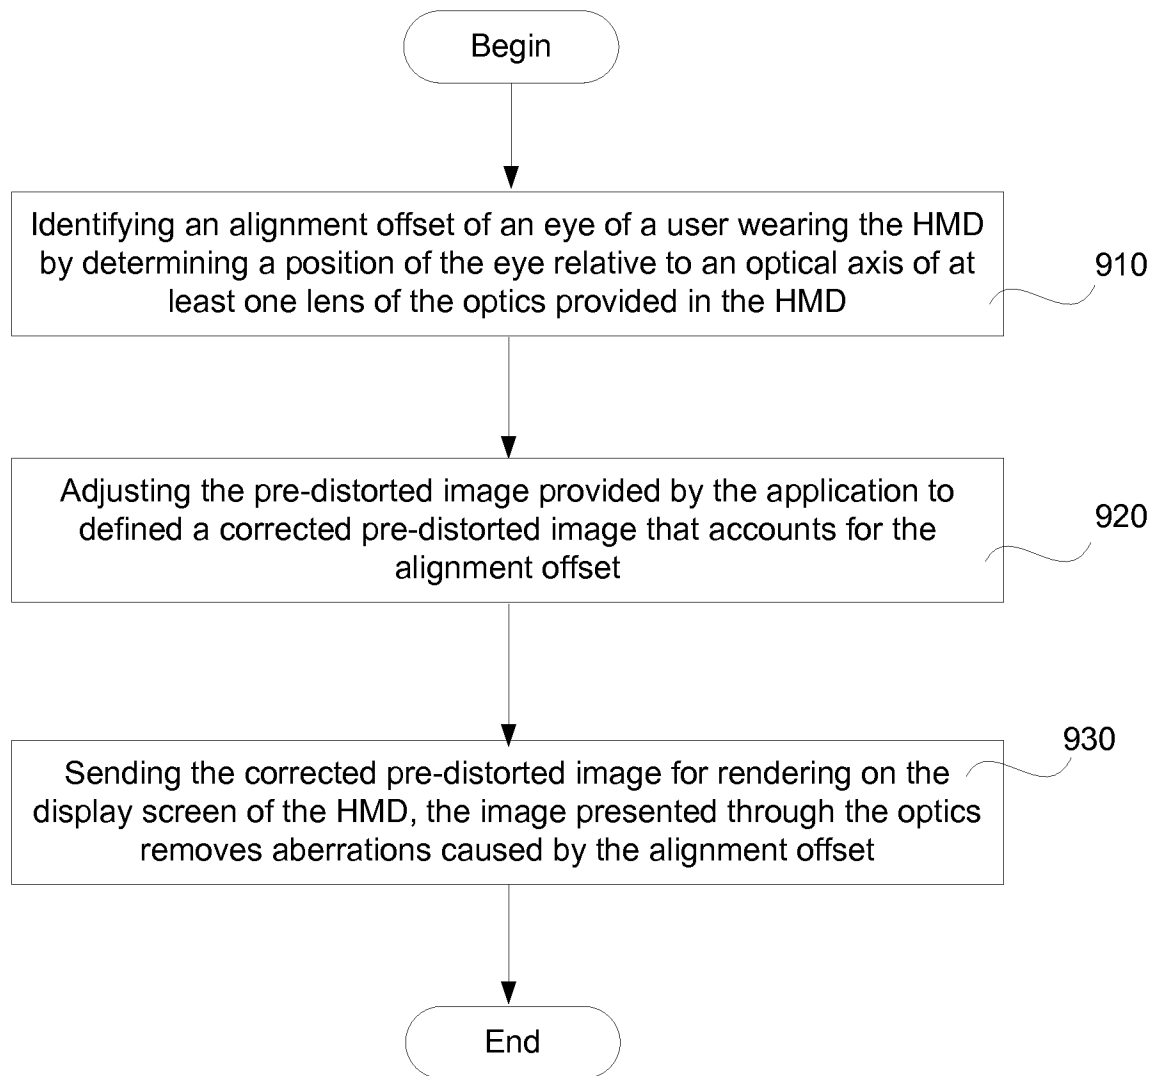 Begin
Identifying an alignment offset of an eye of a user wearing the HMD
by determining a position of the eye relative to an optical axis of at
least one lens of the optics provided in the HMD
910
Adjusting the pre-distorted image provided by the application to
defined a corrected pre-distorted image that accounts for the
alignment offset
920
Sending the corrected pre-distorted image for rendering on the
display screen of the HMD, the image presented through the optics
removes aberrations caused by the alignment offset
930
End